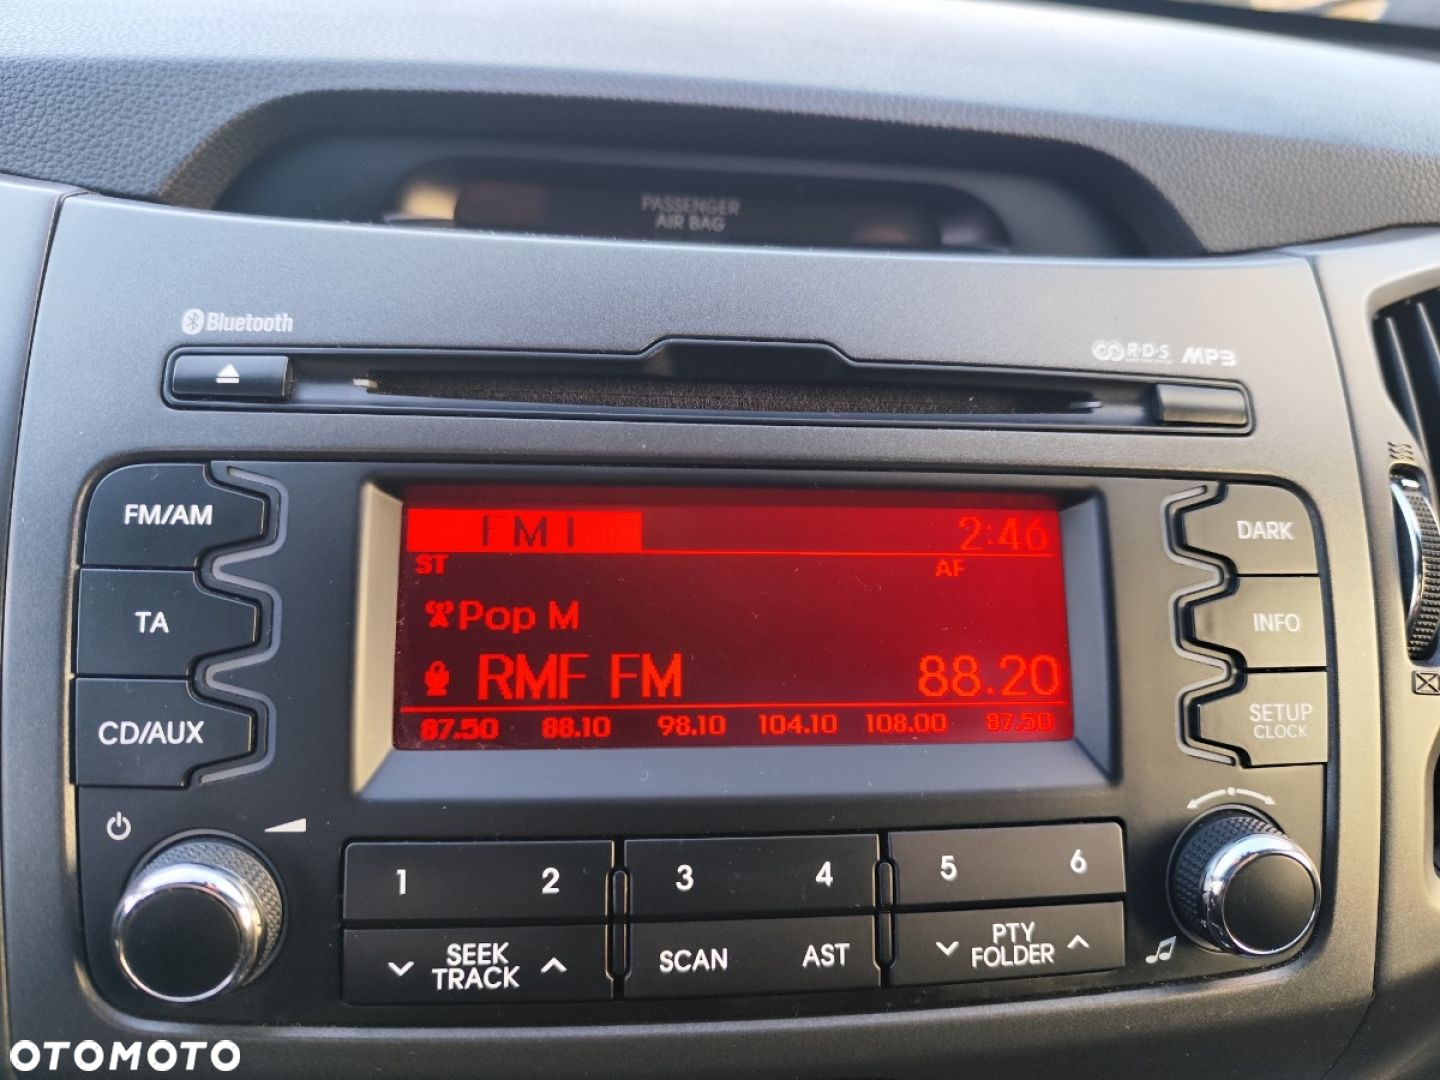 PASSENGER
AIR BAG
Bluetooth
R·D·S MP3
FM/AM
TA
CD/AUX
FM1 2:46
ST AF
Pop M
RMF FM 88.20
87.50 88.10 98.10 104.10 108.00 87.50
DARK
INFO
SETUP
CLOCK
1 2 3 4 5 6
SEEK
TRACK
SCAN AST
PTY
FOLDER
OTOMOTO